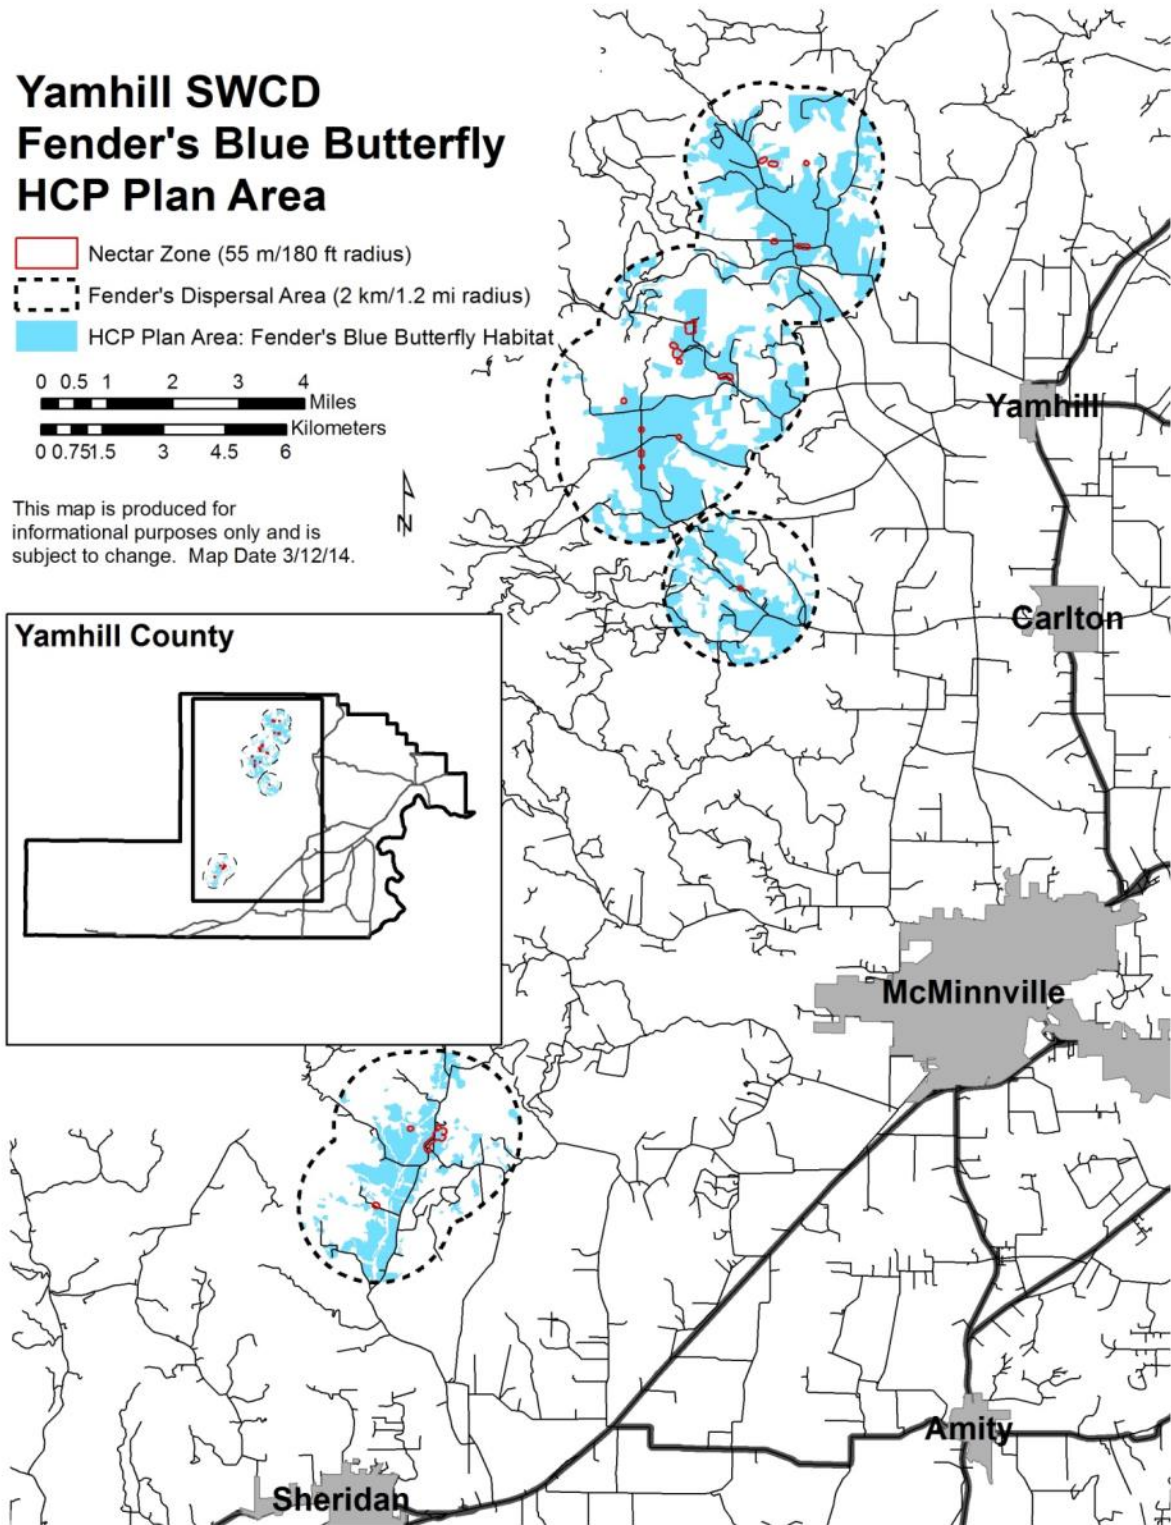 Yamhill SWCD
Fender's Blue Butterfly
HCP Plan Area
Nectar Zone (55 m/180 ft radius)
Fender's Dispersal Area (2 km/1.2 mi radius)
HCP Plan Area: Fender's Blue Butterfly Habitat
0 0.5 1 2 3 4
Miles
Kilometers
0 0.751.5 3 4.5 6
N
This map is produced for
informational purposes only and is
subject to change. Map Date 3/12/14.
Yamhill
Carlton
Yamhill County
McMinnville
Amity
Sheridan